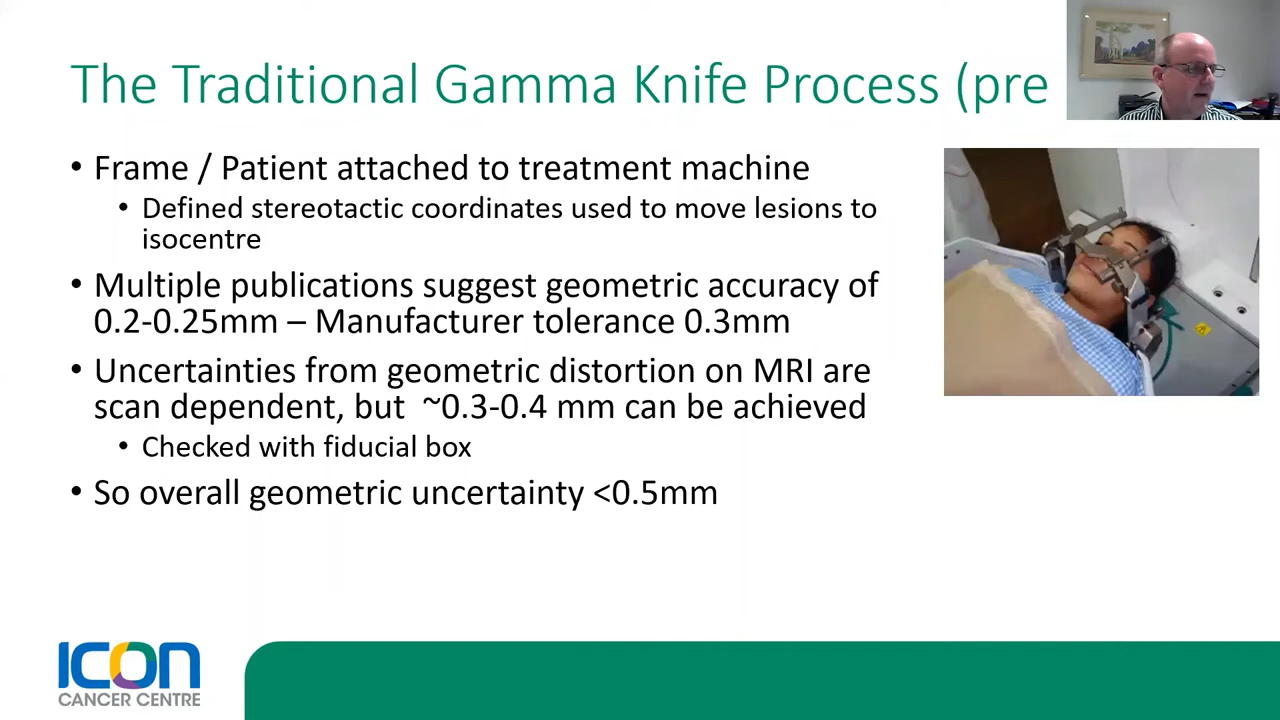 The Traditional Gamma Knife Process (pre
• Frame / Patient attached to treatment machine
• Defined stereotactic coordinates used to move lesions to
isocentre
• Multiple publications suggest geometric accuracy of
0.2-0.25mm – Manufacturer tolerance 0.3mm
• Uncertainties from geometric distortion on MRI are
scan dependent, but ~0.3-0.4 mm can be achieved
• Checked with fiducial box
• So overall geometric uncertainty <0.5mm
ICON
CANCER CENTRE